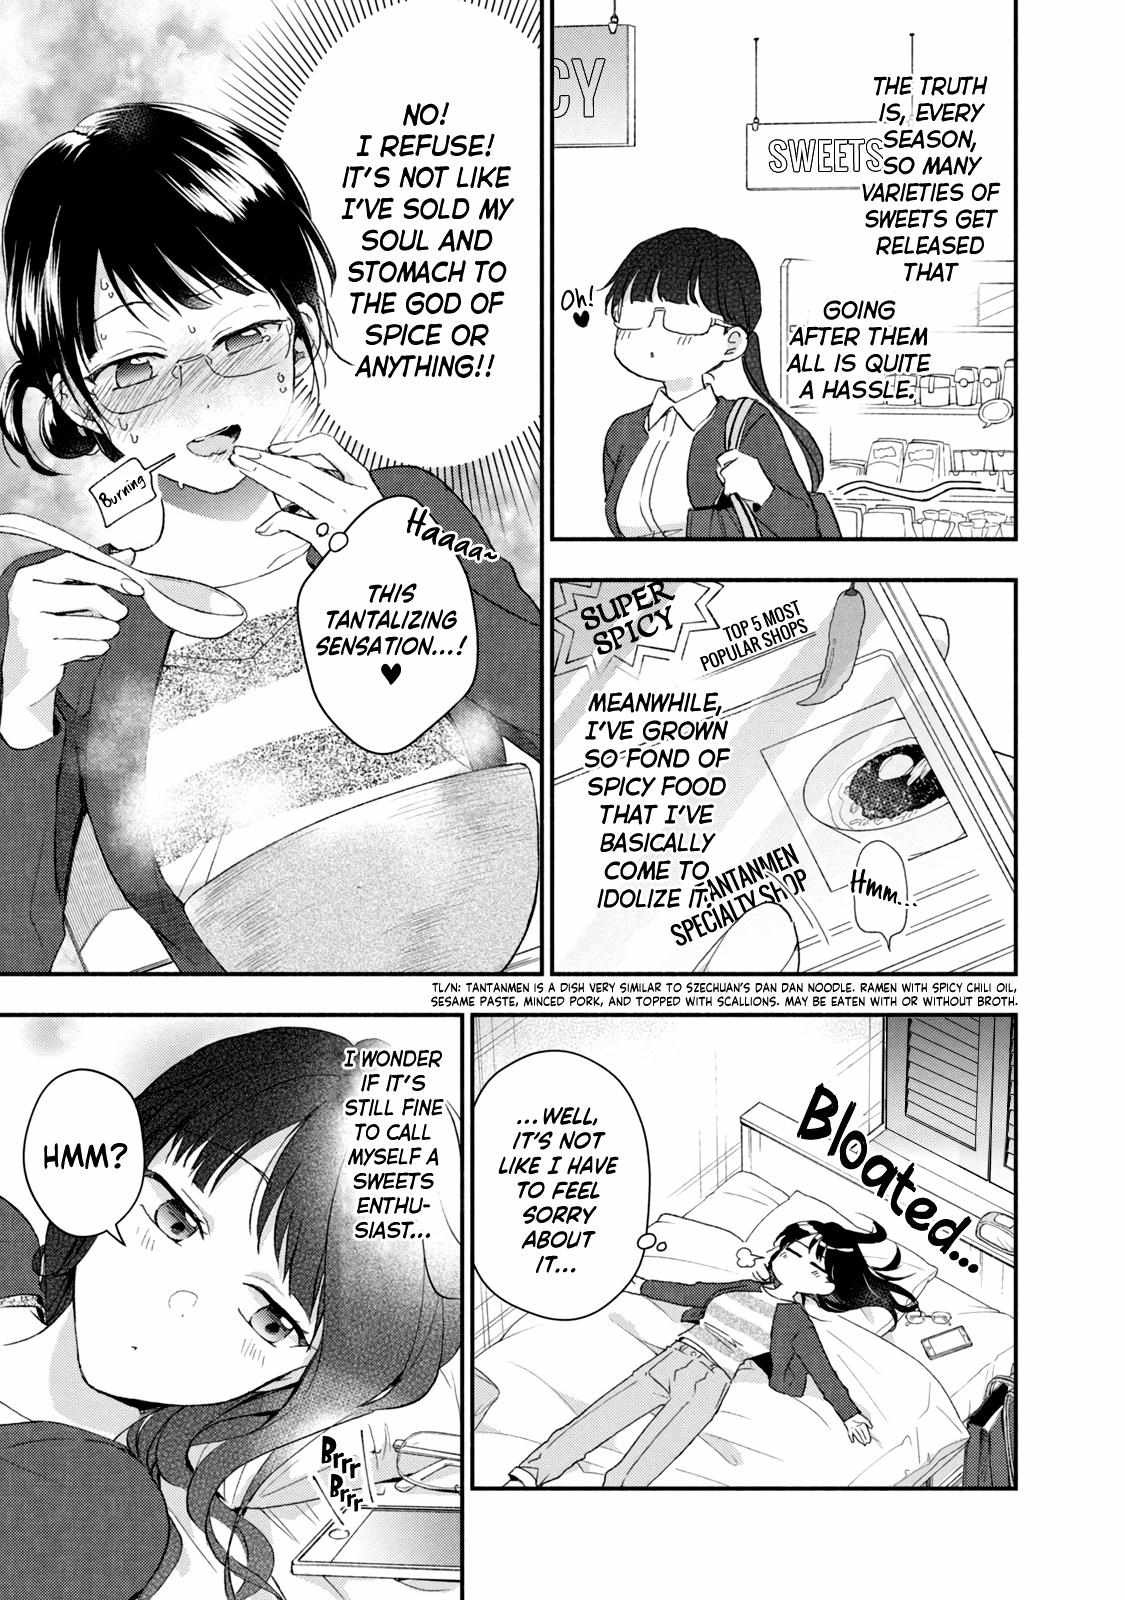 CY
SWEETS
THE TRUTH
IS, EVERY
SEASON,
SO MANY
VARIETIES OF
SWEETS GET
RELEASED
THAT
GOING
AFTER THEM
ALL IS QUITE
A HASSLE.
Oh!
SUPER
SPICY
TOP 5 MOST
POPULAR SHOPS
MEANWHILE,
I'VE GROWN
SO FOND OF
SPICY FOOD
THAT I'VE
BASICALLY
COME TO
IDOLIZE IT.
ANTANMEN
SPECIALTY SHOP
Hmm...
NO!
I REFUSE!
IT'S NOT LIKE
I'VE SOLD MY
SOUL AND
STOMACH TO
THE GOD OF
SPICE OR
ANYTHING!!
Burning
Haaaa~
THIS
TANTALIZING
SENSATION...!
♥
TL/N: TANTANMEN IS A DISH VERY SIMILAR TO SZECHUAN'S DAN DAN NOODLE. RAMEN WITH SPICY CHILI OIL,
SESAME PASTE, MINCED PORK, AND TOPPED WITH SCALLIONS. MAY BE EATEN WITH OR WITHOUT BROTH.
Bloated...
...WELL,
IT'S NOT
LIKE I HAVE
TO FEEL
SORRY
ABOUT
IT...
I WONDER
IF IT'S
STILL FINE
TO CALL
MYSELF A
SWEETS
ENTHU-
SIAST...
HMM?
Brrr
Brrr